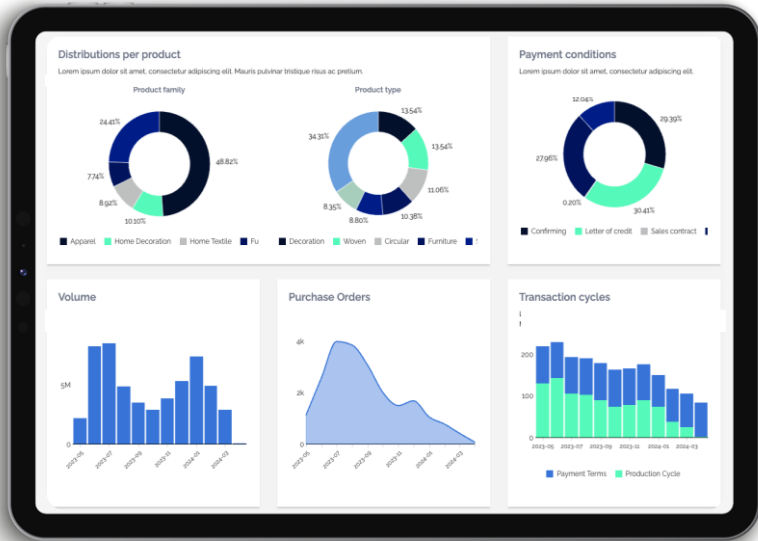 Distributions per product
Lorem ipsum dolor sit amet, consectetur adipiscing elit. Mauris pulvinar tristique risus ac pretium.
Product family
24.41%
48.82%
7.74%
8.92%
10.10%
Apparel Home Decoration Home Textile Fu
Product type
13.54%
34.31%
13.54%
11.06%
8.35%
8.80%
10.38%
Decoration Woven Circular Furniture
Payment conditions
Lorem ipsum dolor sit amet, consectetur adipiscing elit.
12.04%
29.39%
27.96%
0.20%
30.41%
Confirming Letter of credit Sales contract
Volume
5M
0
2023-05 2023-07 2023-09 2023-11 2024-01 2024-03
Purchase Orders
4K
2K
0
2023-05 2023-07 2023-09 2023-11 2024-01 2024-03
Transaction cycles
200
100
0
2023-05 2023-07 2023-09 2023-11 2024-01 2024-03
Payment Terms Production Cycle